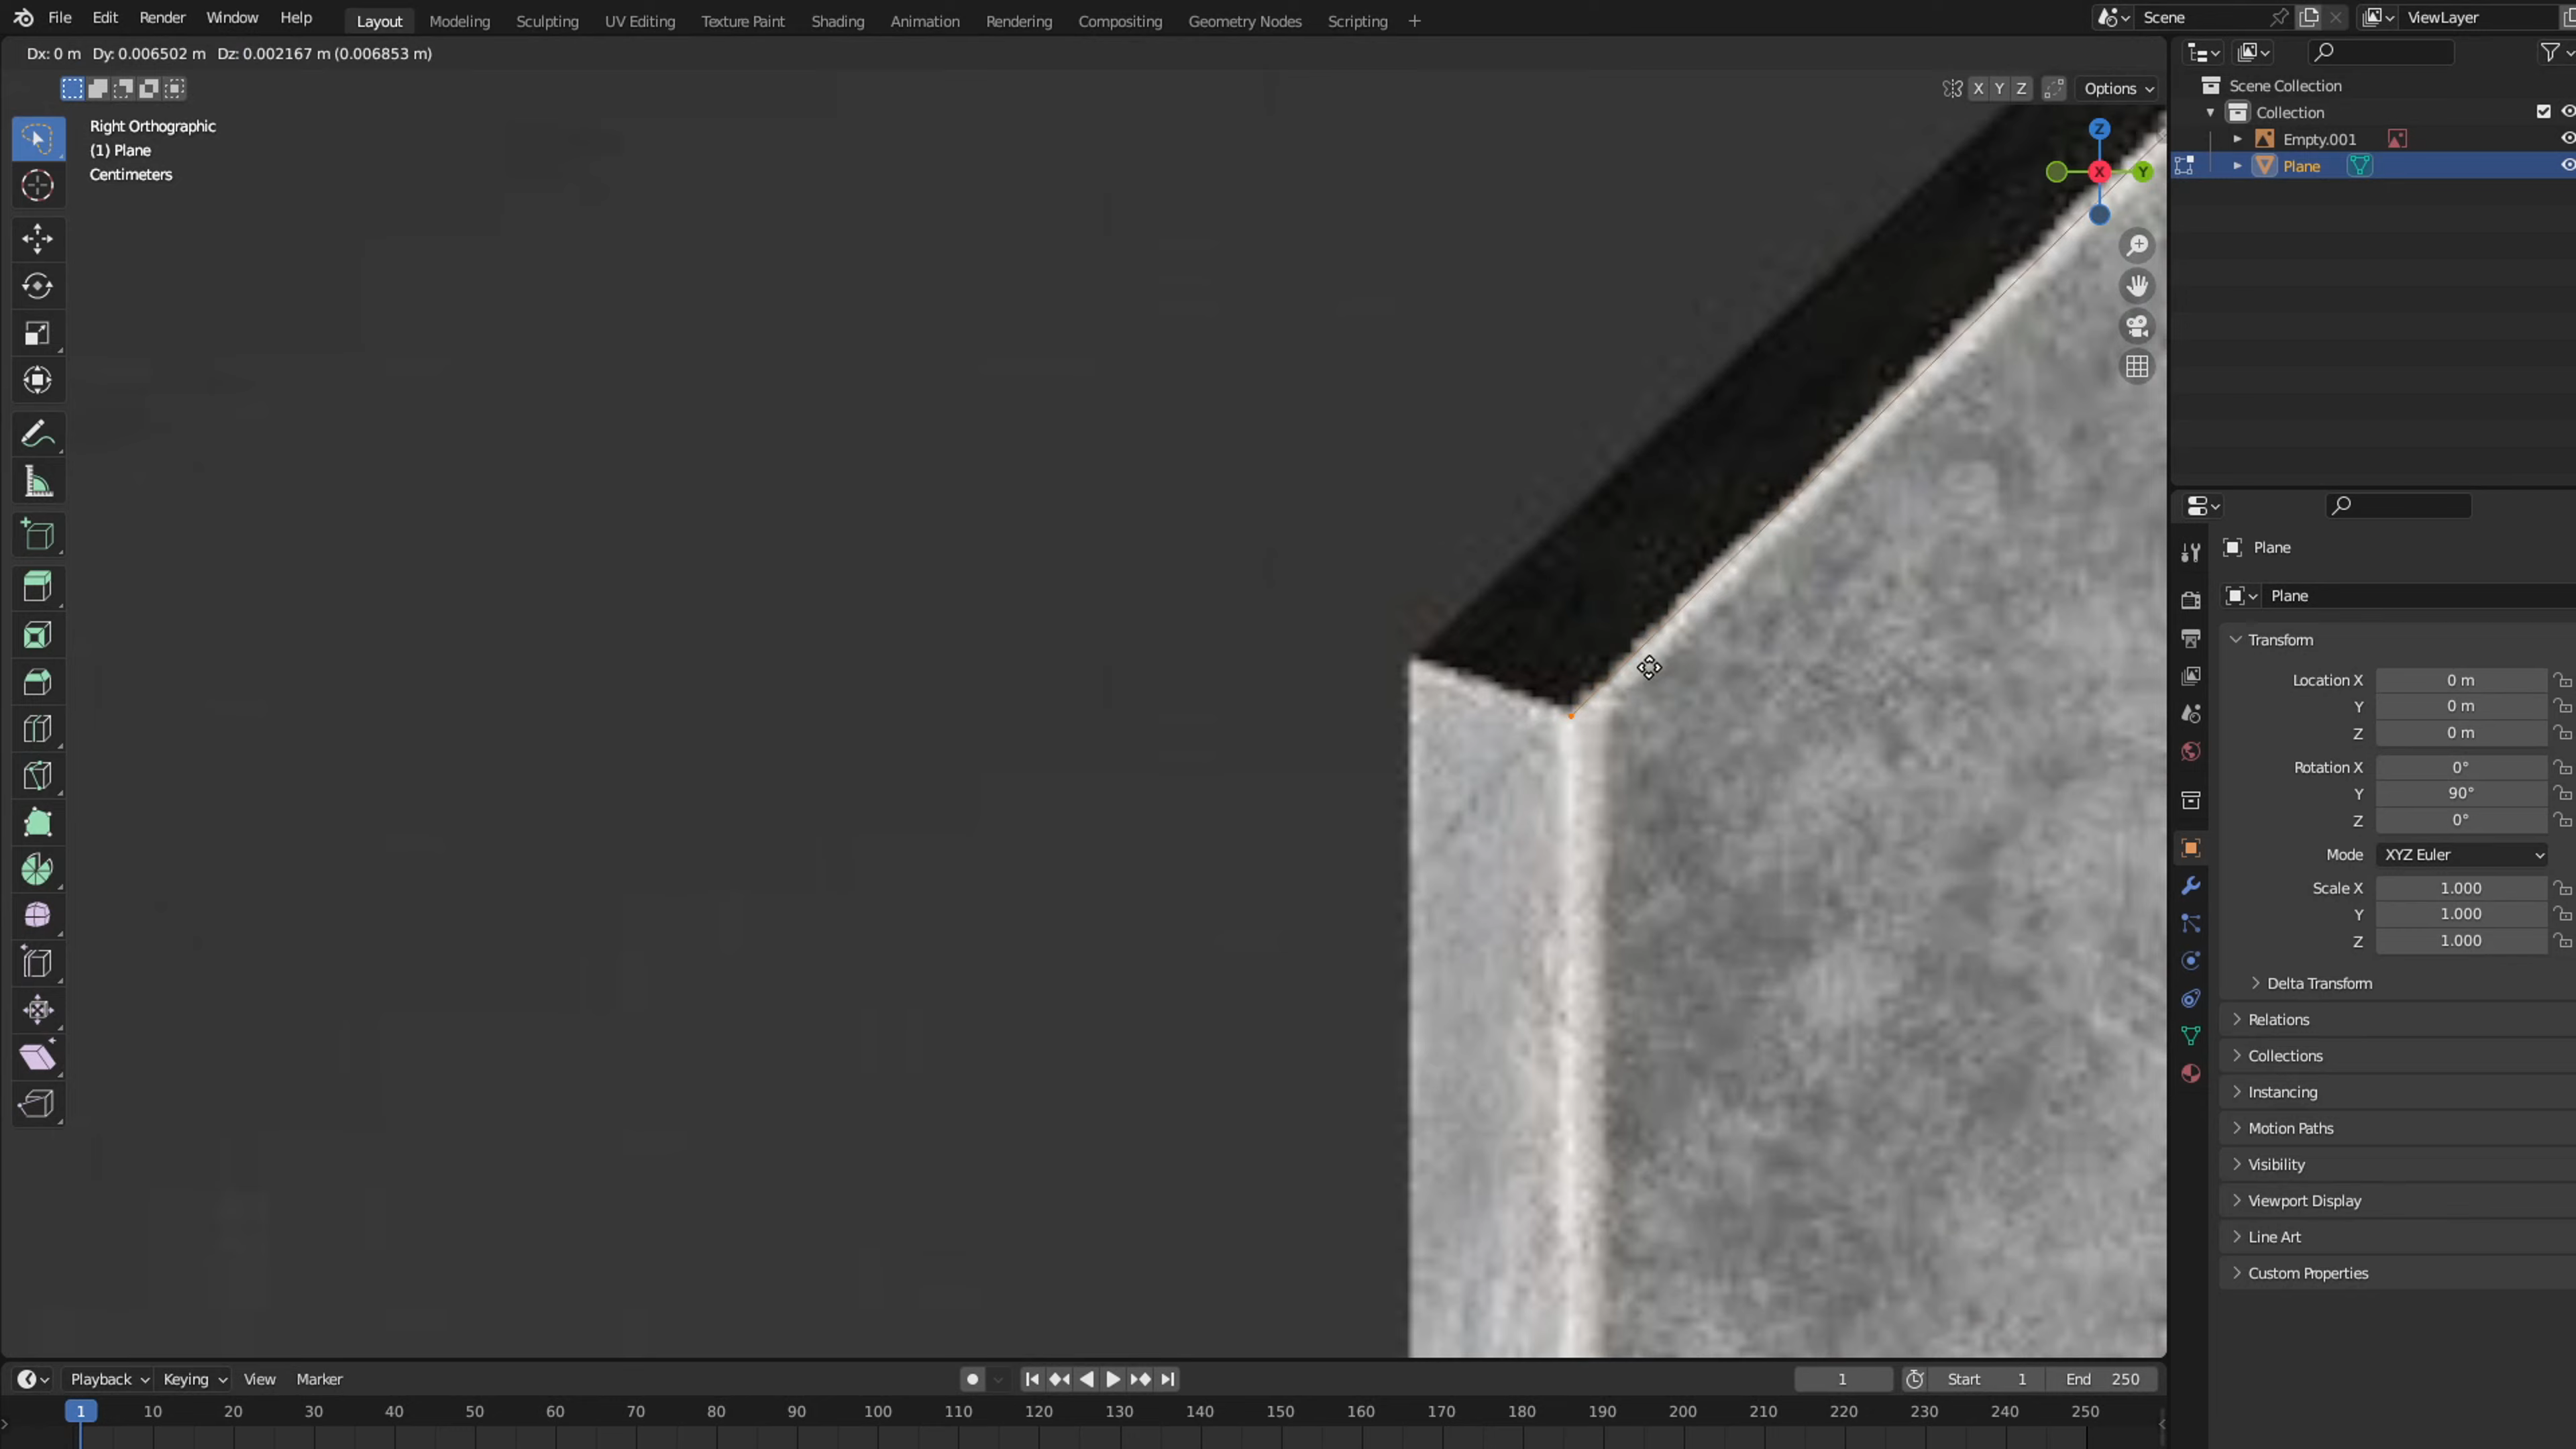 File Edit Render Window Help Layout Modeling Sculpting UV Editing Texture Paint Shading Animation Rendering Compositing Geometry Nodes Scripting + Scene ViewLayer
Dx: 0 m Dy: 0.006502 m Dz: 0.002167 m (0.006853 m)
X Y Z Options
Right Orthographic
(1) Plane
Centimeters
Z
X
Y
Scene Collection
Collection
Empty.001
Plane
Plane
Plane
Transform
Location X 0 m
Y 0 m
Z 0 m
Rotation X 0°
Y 90°
Z 0°
Mode XYZ Euler
Scale X 1.000
Y 1.000
Z 1.000
Delta Transform
Relations
Collections
Instancing
Motion Paths
Visibility
Viewport Display
Line Art
Custom Properties
Playback Keying View Marker 1 Start 1 End 250
1 10 20 30 40 50 60 70 80 90 100 110 120 130 140 150 160 170 180 190 200 210 220 230 240 250